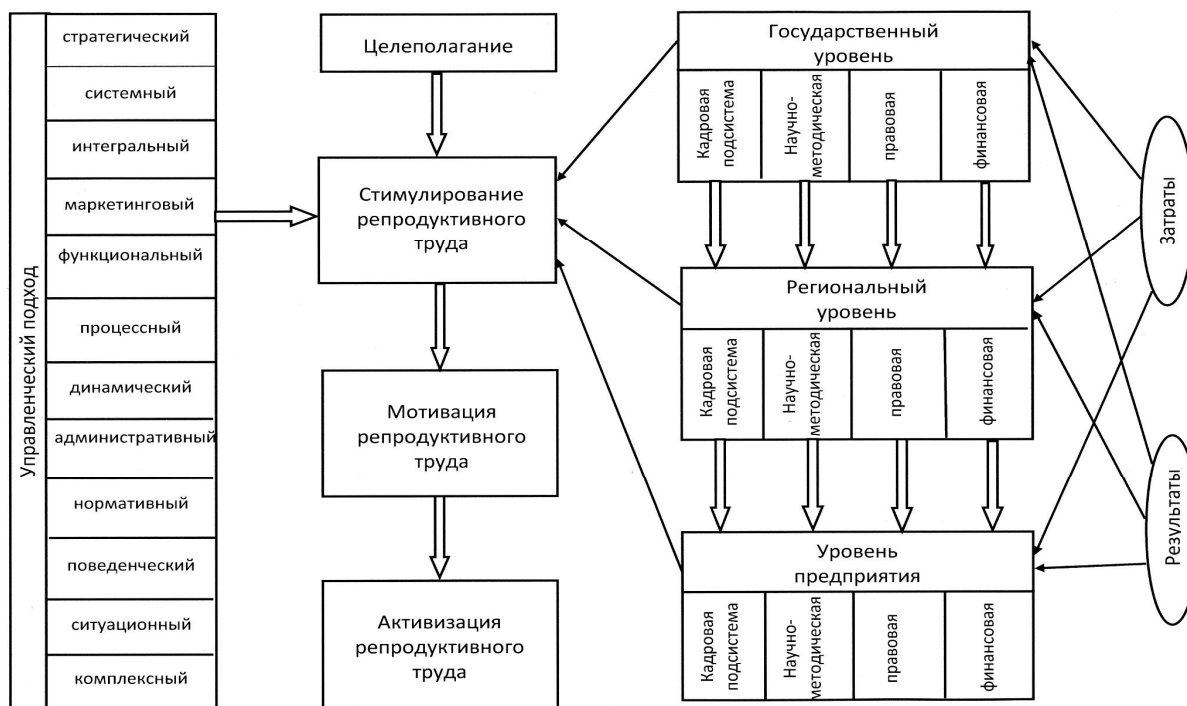 Управленческий подход
стратегический
системный
интегральный
маркетинговый
функциональный
процессный
динамический
административный
нормативный
поведенческий
ситуационный
комплексный
Целеполагание
Стимулирование
репродуктивного
труда
Мотивация
репродуктивного
труда
Активизация
репродуктивного
труда
Государственный
уровень
Кадровая
подсистема
Научно-
методическая
правовая
финансовая
Региональный
уровень
Кадровая
подсистема
Научно-
методическая
правовая
финансовая
Уровень
предприятия
Кадровая
подсистема
Научно-
методическая
правовая
финансовая
Затраты
Результаты